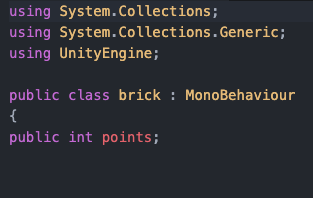 using System.Collections;
using System.Collections.Generic;
using UnityEngine;
public class brick : MonoBehaviour
{
public int points;